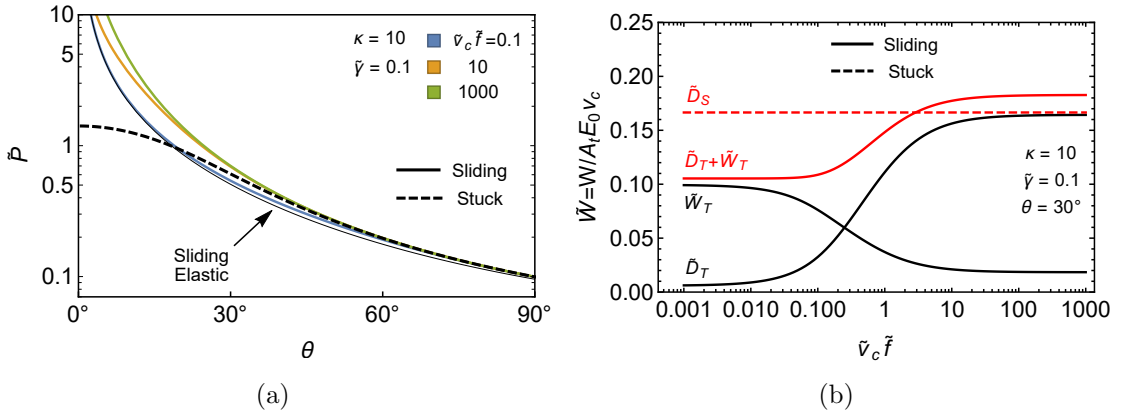 10
5
1
0.5
0.1
P̃
κ = 10
γ̃ = 0.1
ṽ_c f̃ =0.1
10
1000
Sliding
Stuck
Sliding
Elastic
0° 30° 60° 90°
θ
(a)
0.25
0.20
0.15
0.10
0.05
0.00
W̃=W/A_tE_0v_c
Sliding
Stuck
D̃_S
D̃_T+W̃_T
W̃_T
D̃_T
κ = 10
γ̃ = 0.1
θ = 30°
0.001 0.010 0.100 1 10 100 1000
ṽ_c f̃
(b)